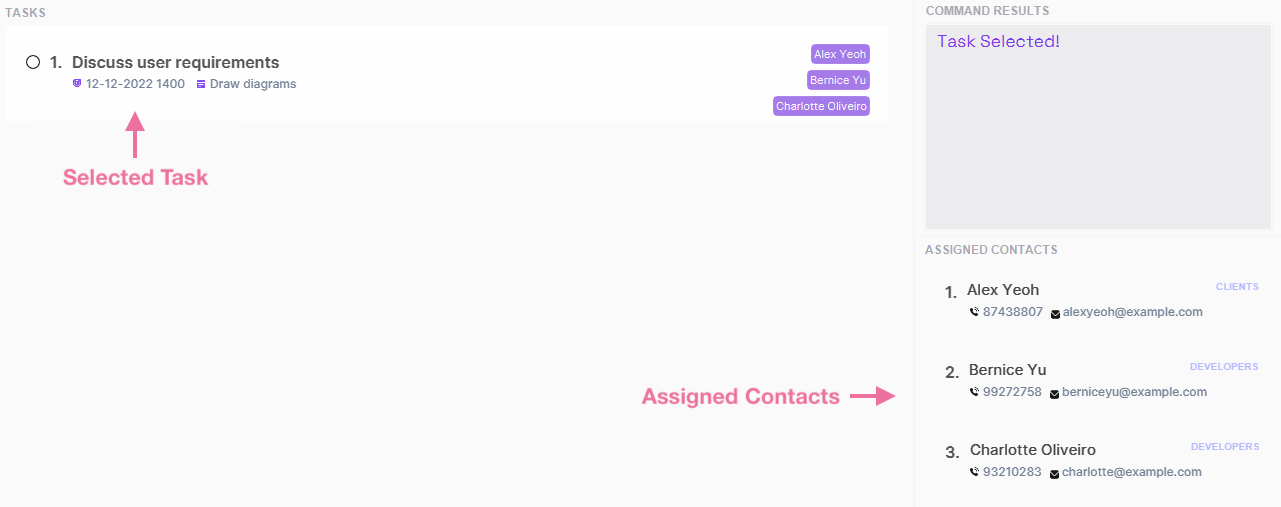 TASKS
1. Discuss user requirements
12-12-2022 1400 Draw diagrams
Alex Yeoh
Bernice Yu
Charlotte Oliveiro
Selected Task
COMMAND RESULTS
Task Selected!
ASSIGNED CONTACTS
1. Alex Yeoh CLIENTS
87438807 alexyeoh@example.com
2. Bernice Yu DEVELOPERS
99272758 berniceyu@example.com
3. Charlotte Oliveiro DEVELOPERS
93210283 charlotte@example.com
Assigned Contacts